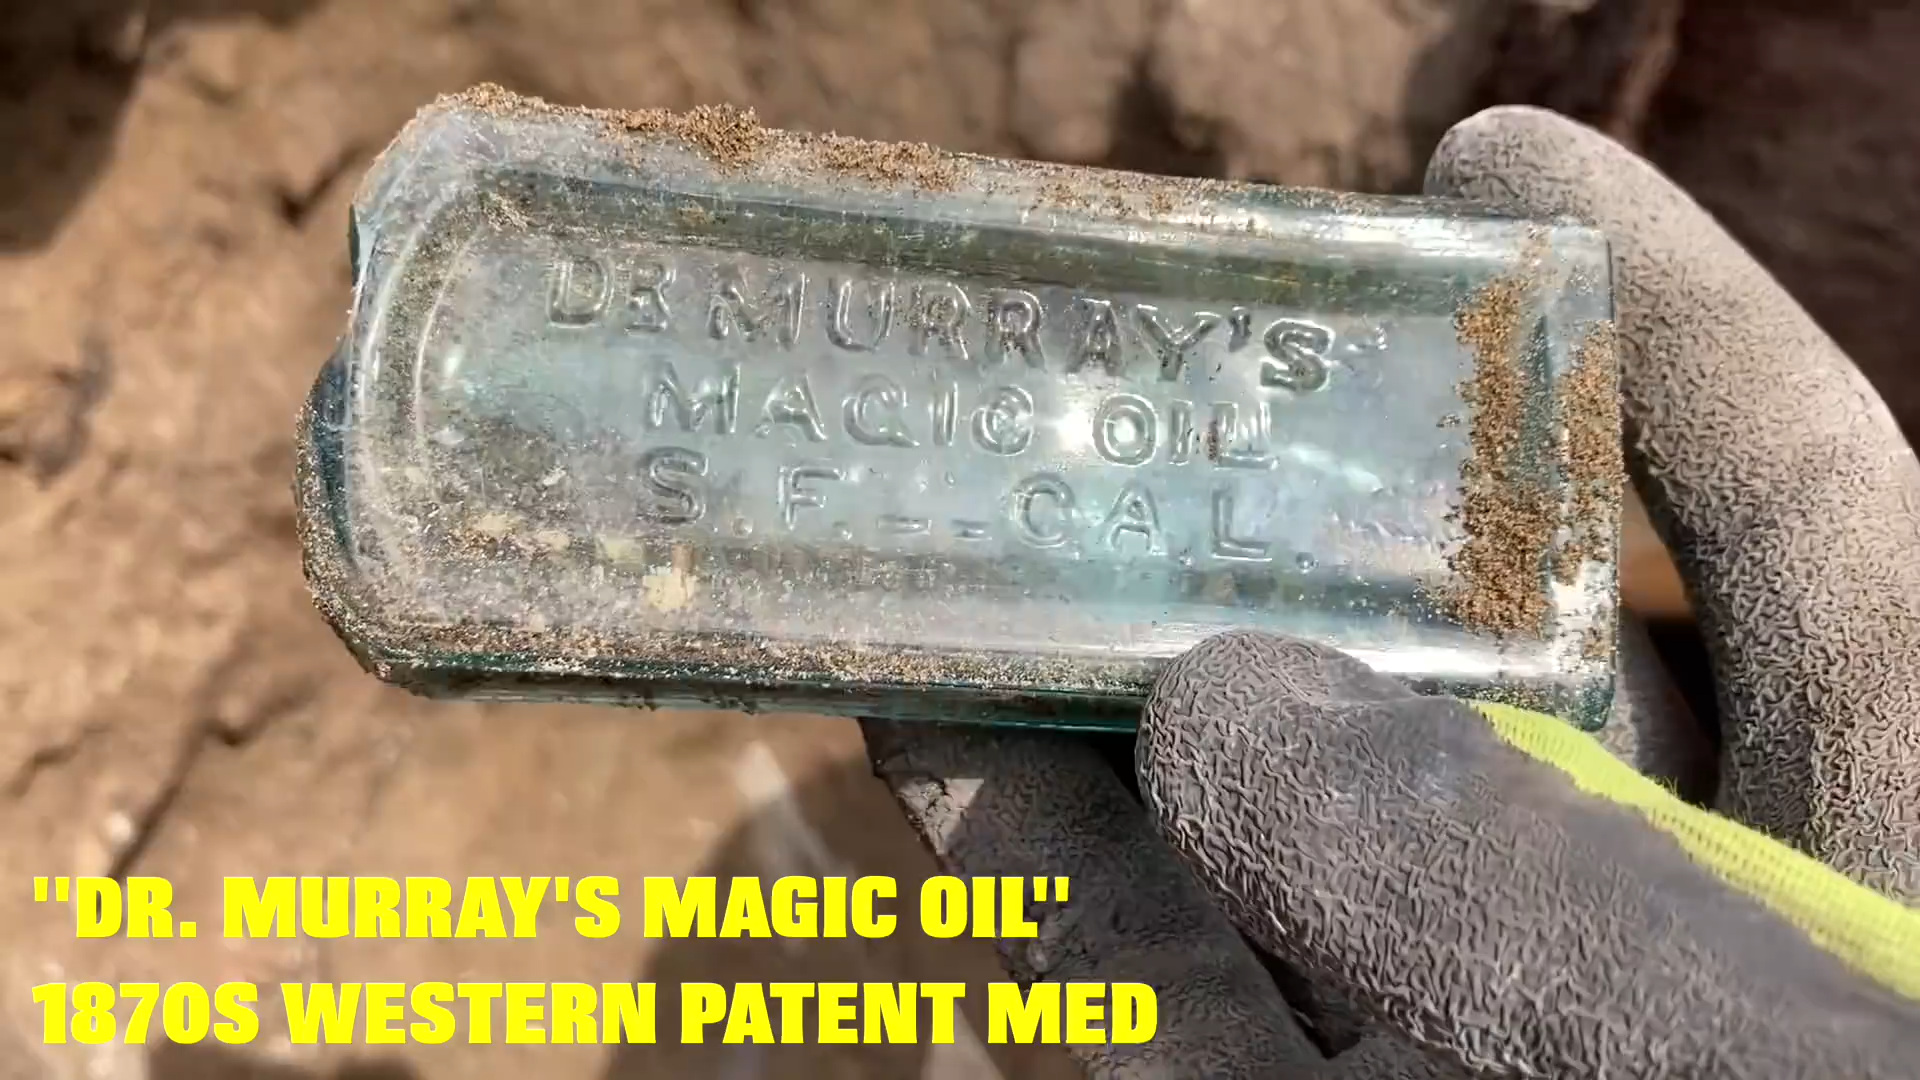 DR MURRAY'S
MAGIC OIL
S.F.--CAL.
"DR. MURRAY'S MAGIC OIL"
1870S WESTERN PATENT MED